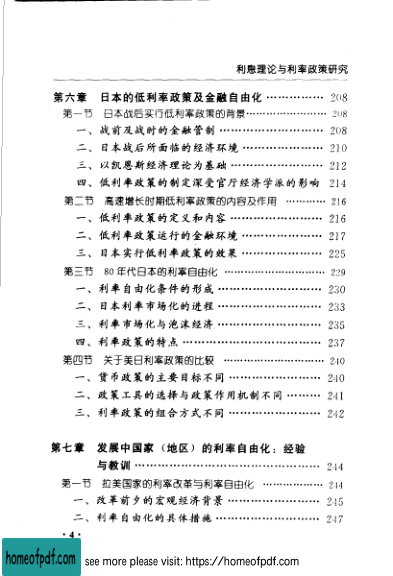 利息理论与利率政策研究
第六章 日本的低利率政策及金融自由化 …………… 208
第一节 日本战后实行低利率政策的背景………………… 208
一、战前及战时的金融管制 ………………… 208
二、日本战后所面临的经济环境 ………………… 210
三、以凯恩斯经济理论为基础 ………………… 212
四、低利率政策的制定深受官厅经济学派的影响 214
第二节 高速增长时期低利率政策的内容及作用 ………… 216
一、低利率政策的定义和内容 ………………… 216
二、低利率政策运行的金融环境 ………………… 217
三、日本实行低利率政策的效果 ………………… 225
第三节 80年代日本的利率自由化 ………………… 229
一、利率自由化条件的形成 ………………… 230
二、日本利率市场化的进程 ………………… 233
三、利率市场化与泡沫经济 ………………… 235
四、利率政策的特点 ………………… 237
第四节 关于美日利率政策的比较 ………………… 240
一、货币政策的主要目标不同 ………………… 240
二、政策工具的选择与政策作用机制不同 ……… 241
三、利率政策的组合方式不同 ………………… 242
第七章 发展中国家（地区）的利率自由化：经验
与教训 ………………………………… 244
第一节 拉美国家的利率改革与利率自由化 …………… 244
一、改革前夕的宏观经济背景 ………………… 245
二、利率自由化的具体措施 ………………… 247
· 4 ·
homeofpdf.com
see more please visit: https://homeofpdf.com